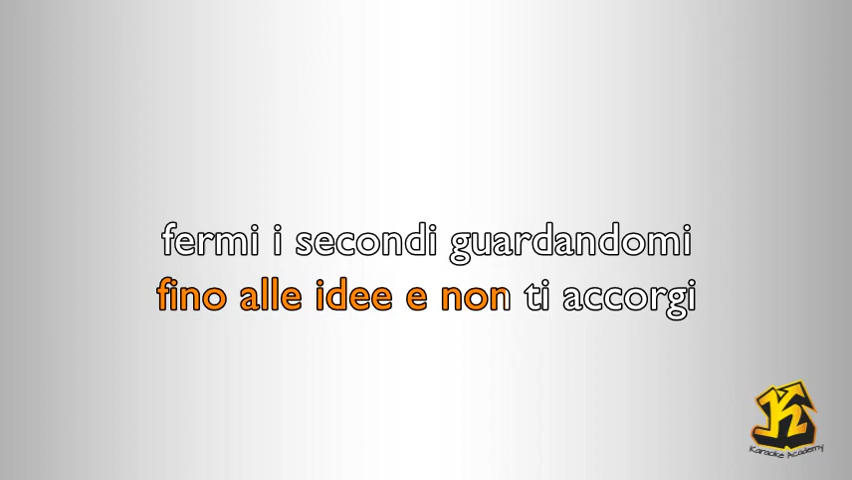 fermi i secondi guardandomi
fino alle idee e non ti accorgi
K
Karaoke Academy